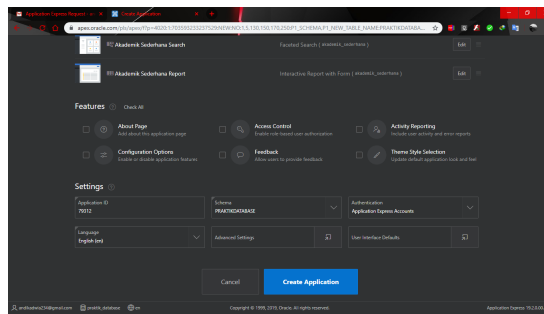 Application Express: Request
Create Application
apex.oracle.com/pls/apex/f?p=4020:1:703595233237529:NEW:NO:1,5,130,150,170,250:P1_SCHEMA,P1_NEW_TABLE_NAME:PRAKTIKDATABA...
Akademik Sederhana Search
Faceted Search ( akademik_sederhana )
Edit
Akademik Sederhana Report
Interactive Report with Form ( akademik_sederhana )
Edit
Features
Check All
About Page
Add about this application page
Access Control
Enable role-based user authorization
Activity Reporting
Include user activity and error reports
Configuration Options
Enable or disable application features
Feedback
Allow users to provide feedback
Theme Style Selection
Update default application look and feel
Settings
Application ID
79312
Schema
PRAKTIKDATABASE
Authentication
Application Express Accounts
Language
English (en)
Advanced Settings
User Interface Defaults
Cancel
Create Application
praktik_database
en
Copyright © 1999, 2019, Oracle. All rights reserved.
Application Express 19.2.0.00.